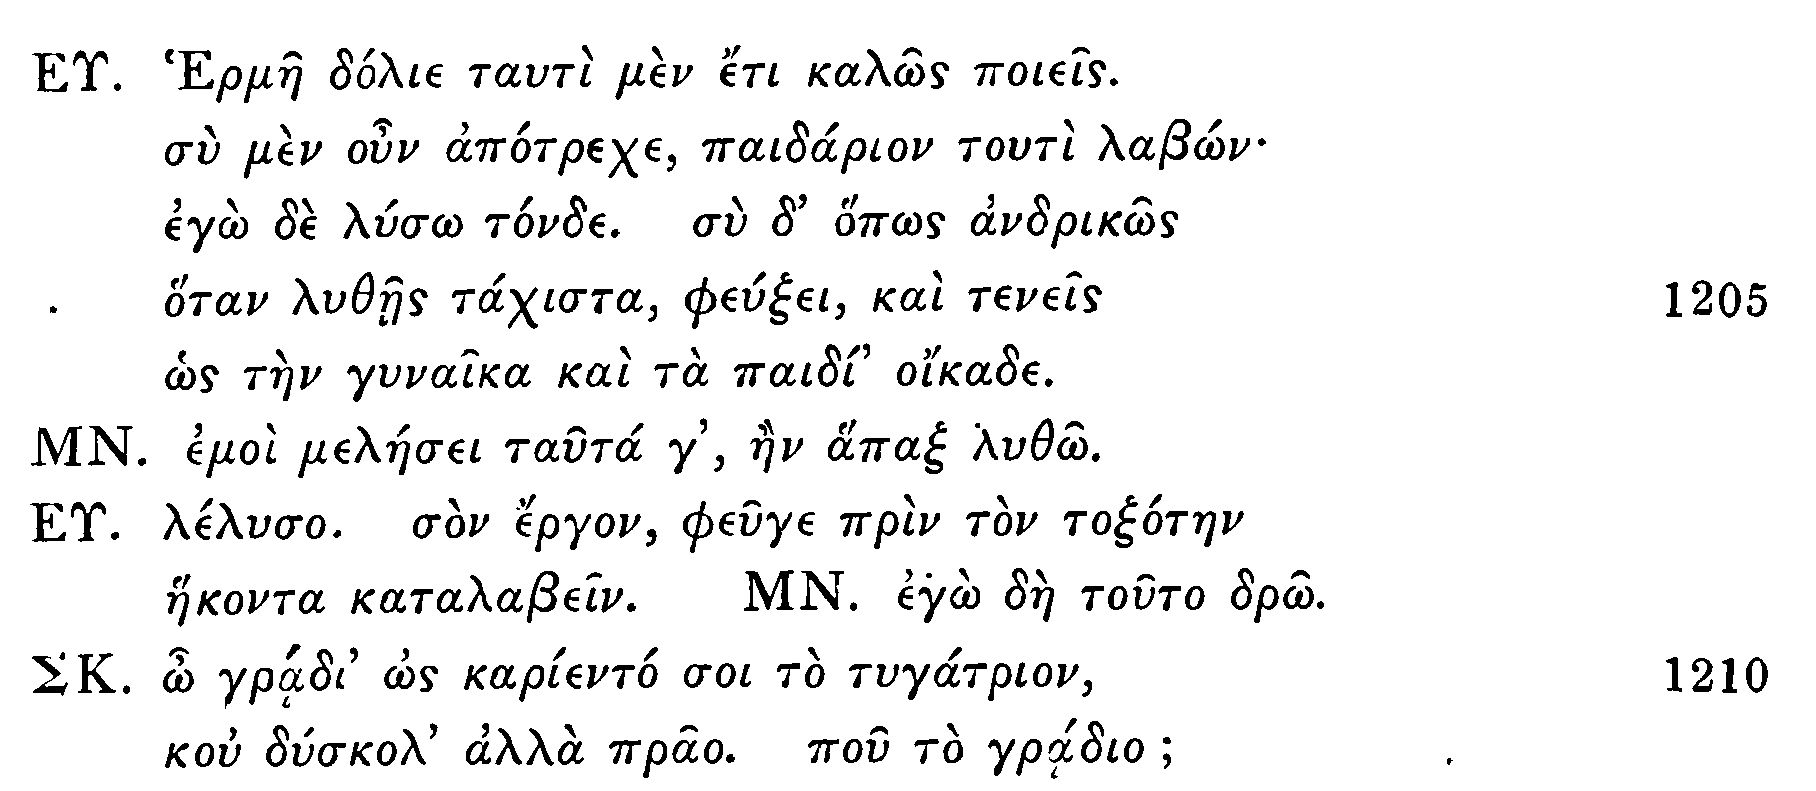 ΕΥ. Ἑρμῆ δόλιε ταυτὶ μὲν ἔτι καλῶς ποιεῖς.
σὺ μὲν οὖν ἀπότρεχε, παιδάριον τουτὶ λαβών·
ἐγὼ δὲ λύσω τόνδε. σὺ δ’ ὅπως ἀνδρικῶς
ὅταν λυθῇς τάχιστα, φεύξει, καὶ τενεῖς 1205
ὡς τὴν γυναῖκα καὶ τὰ παιδί’ οἴκαδε.
ΜΝ. ἐμοὶ μελήσει ταῦτά γ’, ἢν ἅπαξ λυθῶ.
ΕΥ. λέλυσο. σὸν ἔργον, φεῦγε πρὶν τὸν τοξότην
ἥκοντα καταλαβεῖν. ΜΝ. ἐγὼ δὴ τοῦτο δρῶ.
ΣΚ. ὦ γρᾴδι’ ὠς καρίεντό σοι τὸ τυγάτριον, 1210
κοὐ δύσκολ’ ἀλλὰ πρᾶο. ποῦ τὸ γρᾴδιο ;